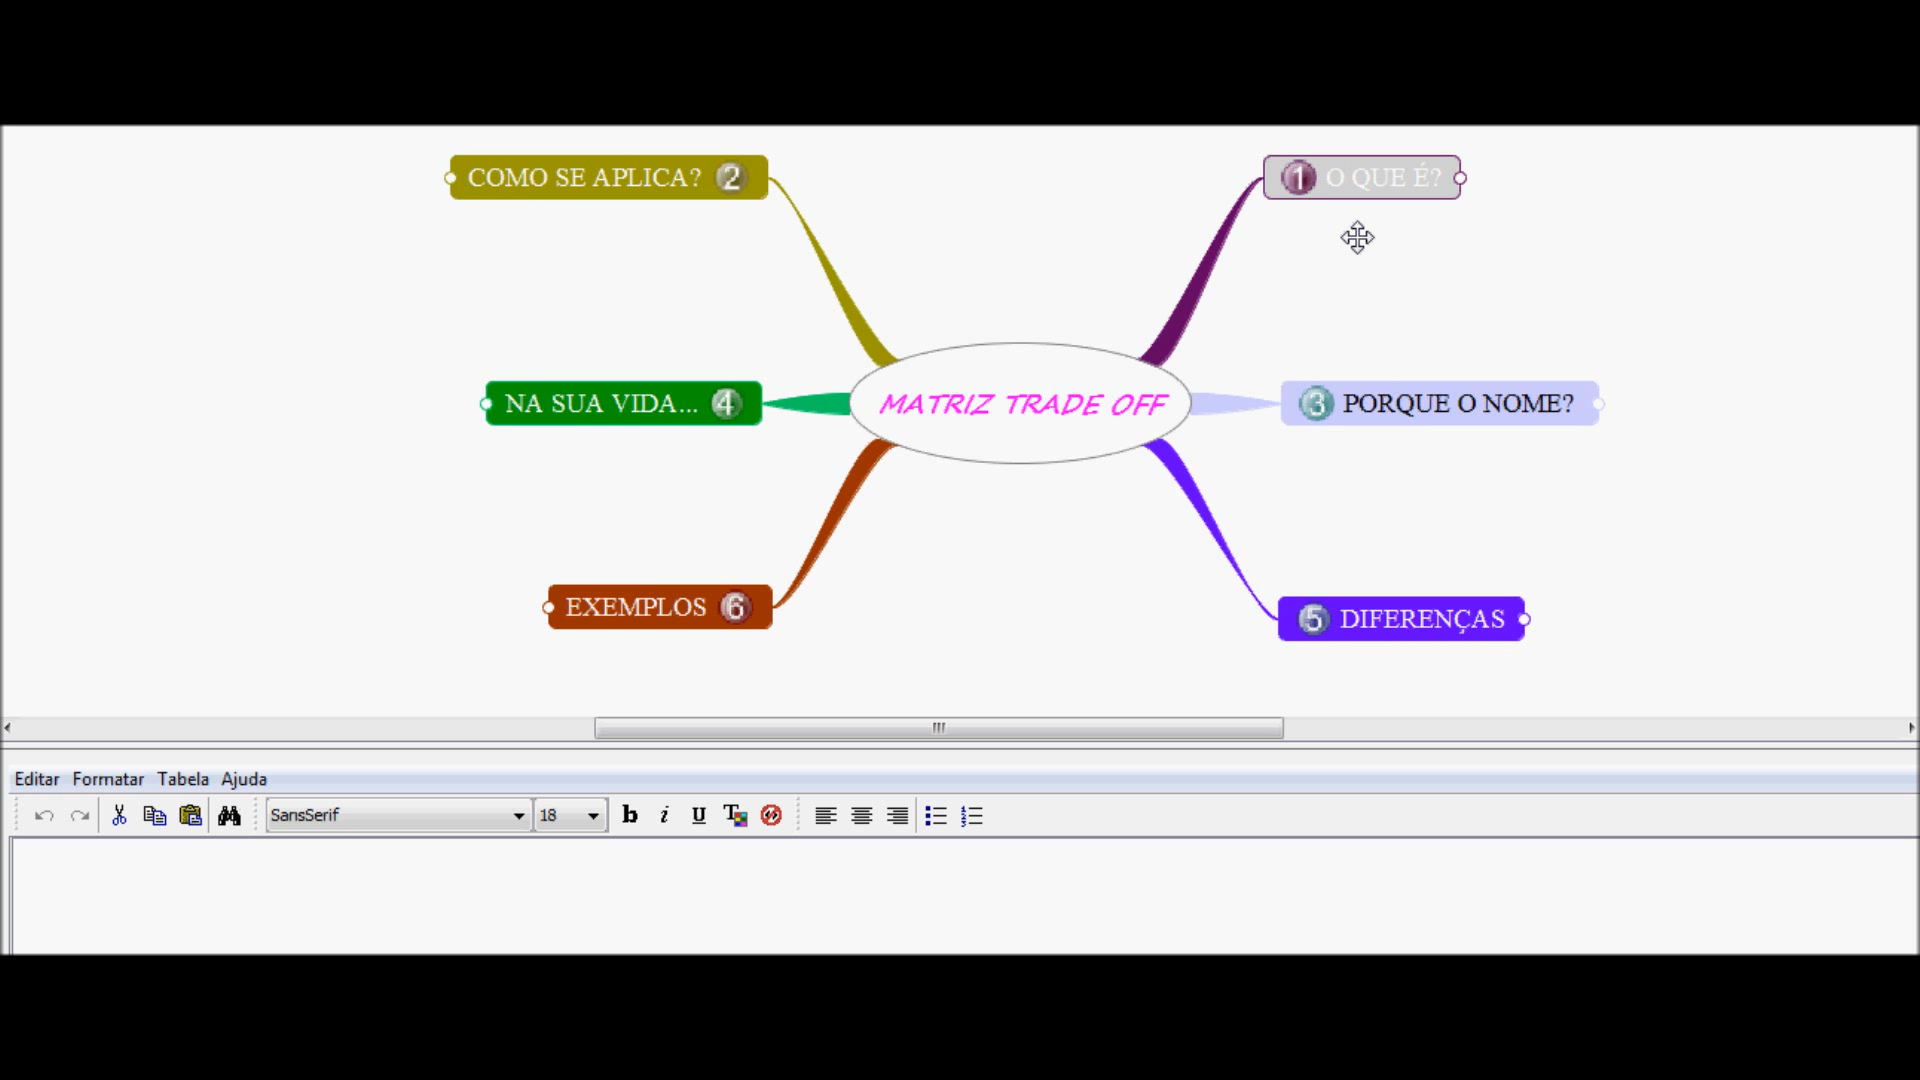 COMO SE APLICA? 2
1 O QUE É?
NA SUA VIDA... 4
MATRIZ TRADE OFF
3 PORQUE O NOME?
EXEMPLOS 6
5 DIFERENÇAS
Editar Formatar Tabela Ajuda
SansSerif 18 b i U T